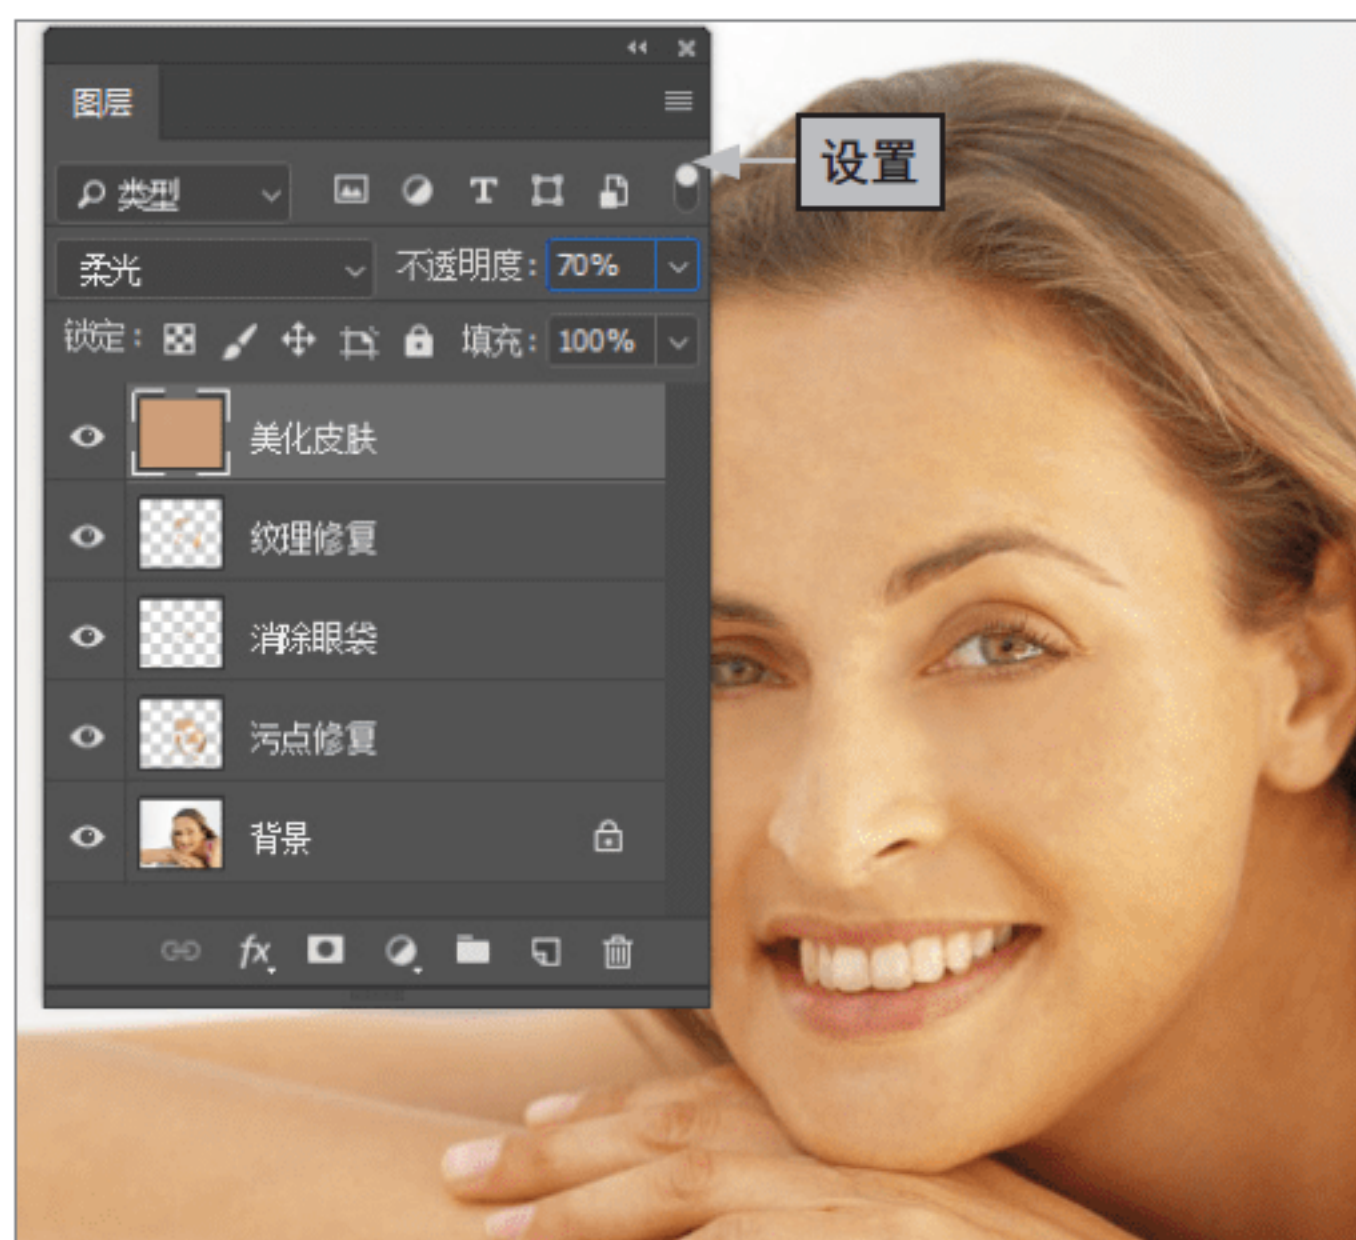 图层
设置
类型
柔光 不透明度: 70%
锁定: 填充: 100%
美化皮肤
纹理修复
消除眼袋
污点修复
背景
fx